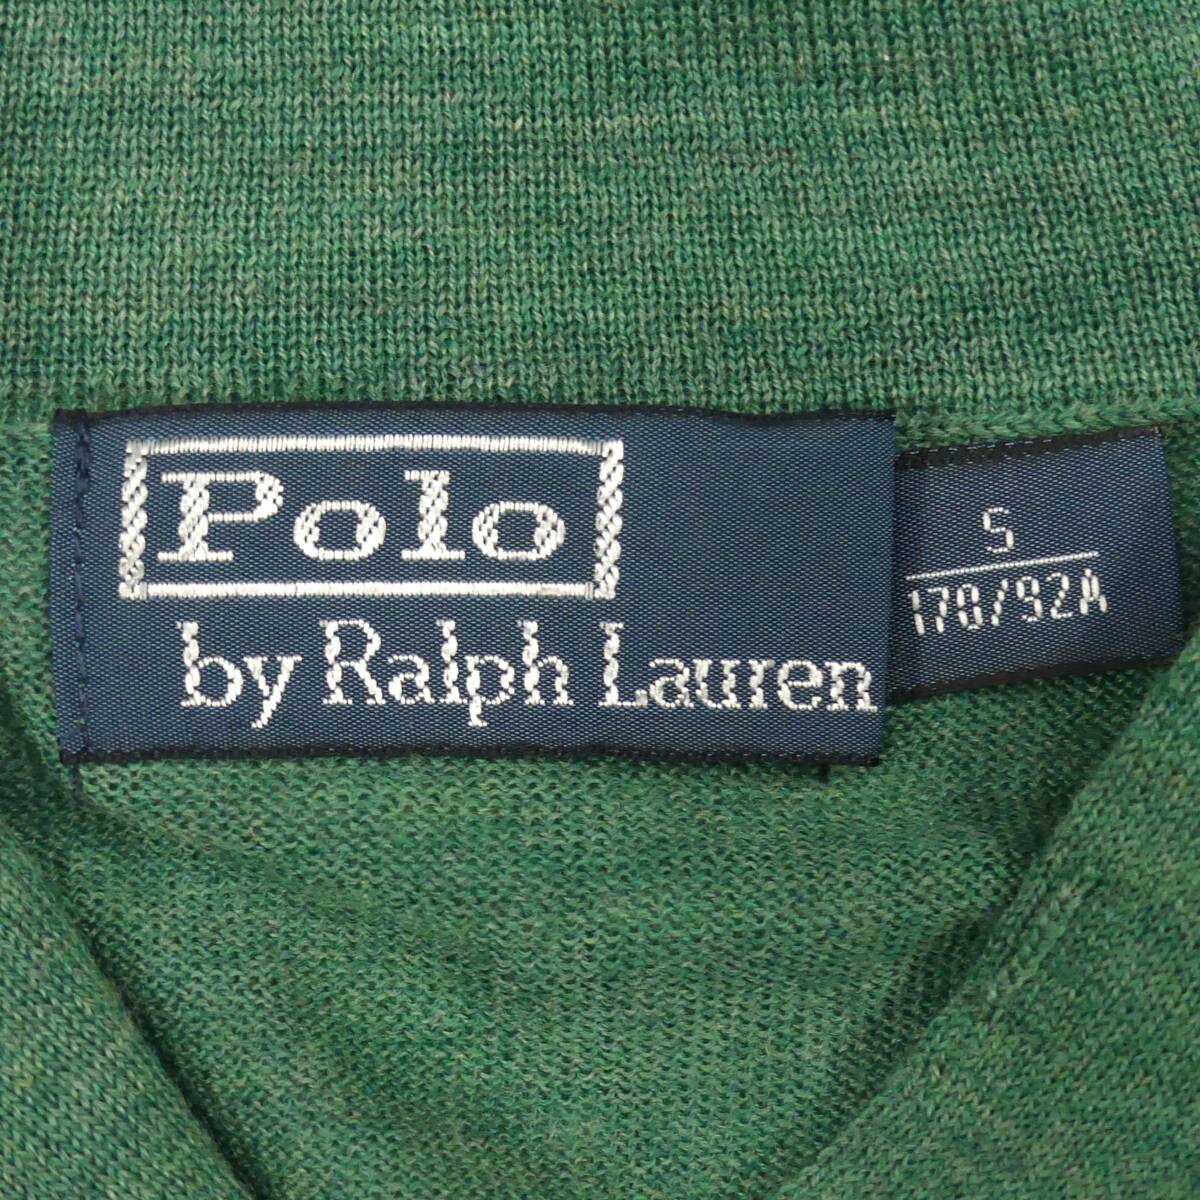 Polo
by Ralph Lauren
S
170/92A